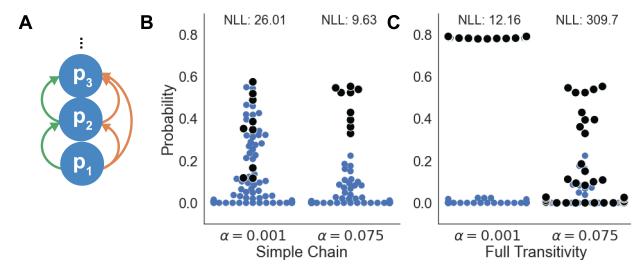 A
B
C
⋮
p3
p2
p1
NLL: 26.01 NLL: 9.63
Probability
0.8
0.6
0.4
0.2
0.0
α = 0.001 α = 0.075
Simple Chain
NLL: 12.16 NLL: 309.7
0.8
0.6
0.4
0.2
0.0
α = 0.001 α = 0.075
Full Transitivity